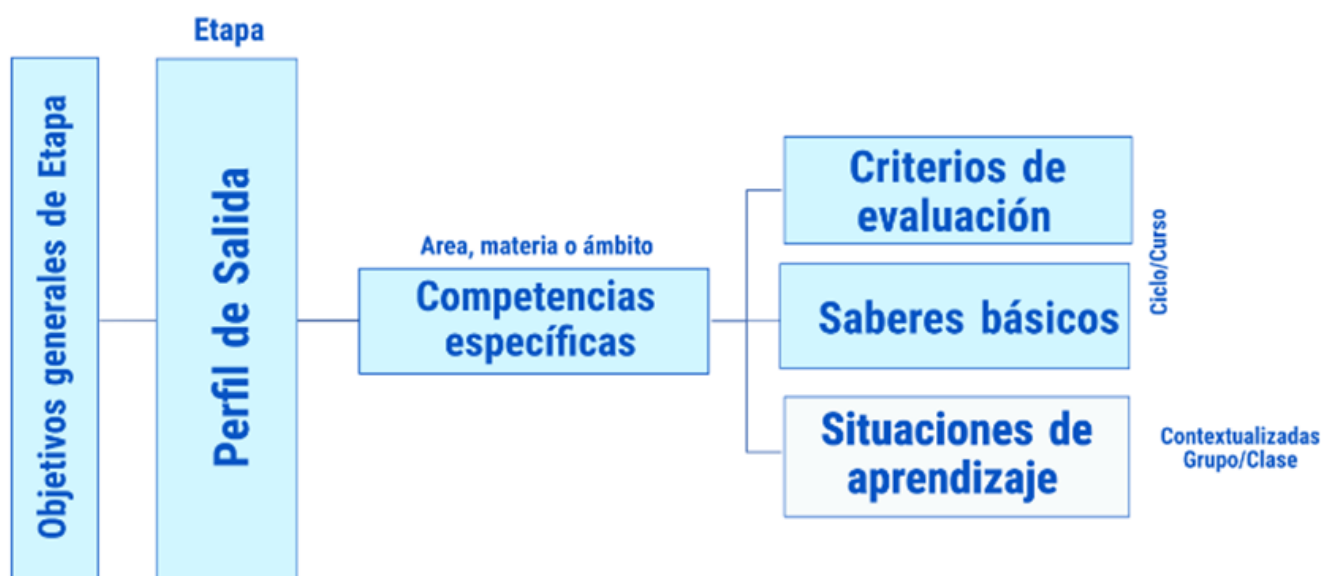 Objetivos generales de Etapa
Etapa
Perfil de Salida
Area, materia o ámbito
Competencias
específicas
Criterios de
evaluación
Saberes básicos
Ciclo/Curso
Situaciones de
aprendizaje
Contextualizadas
Grupo/Clase